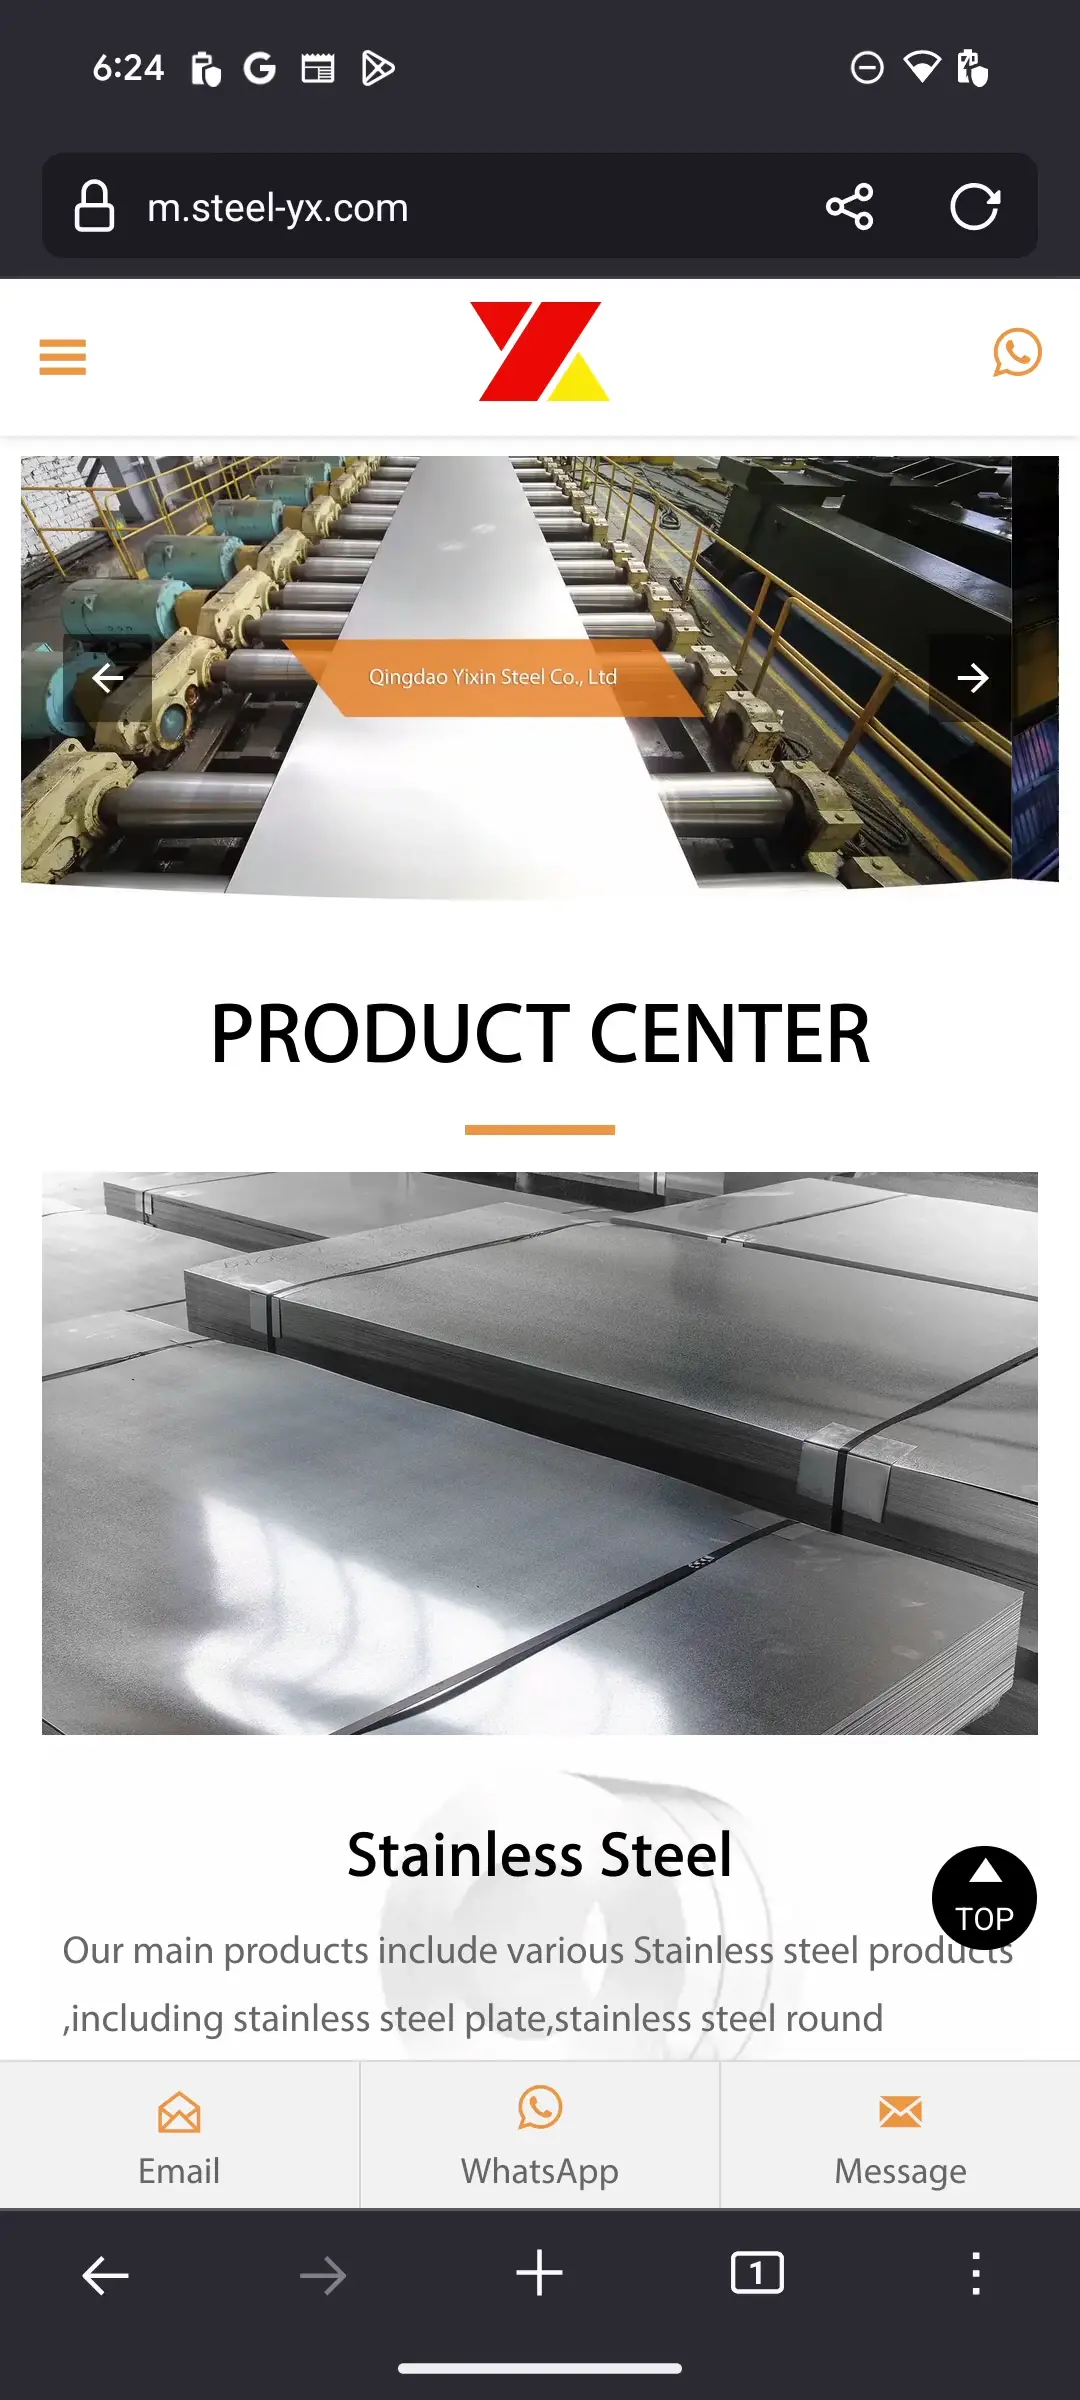 6:24
m.steel-yx.com
Qingdao Yixin Steel Co., Ltd
PRODUCT CENTER
Stainless Steel
Our main products include various Stainless steel products
,including stainless steel plate,stainless steel round
TOP
Email
WhatsApp
Message
1